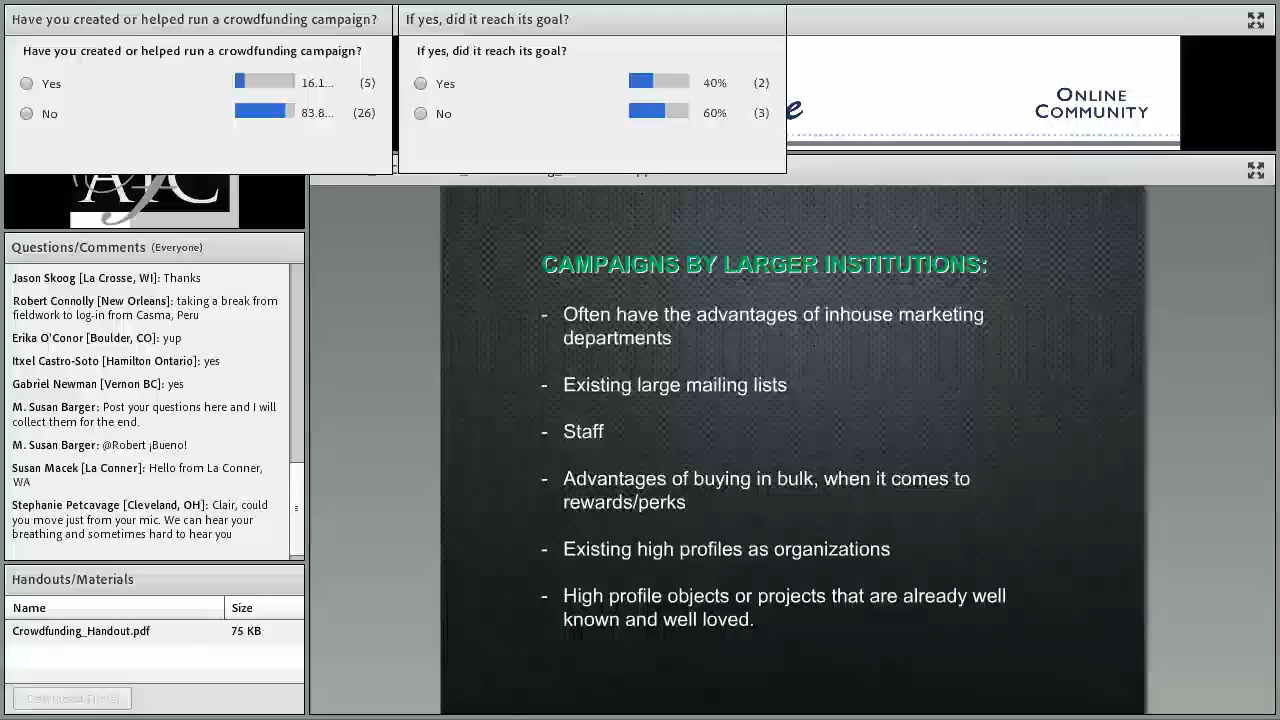 Have you created or helped run a crowdfunding campaign?
Have you created or helped run a crowdfunding campaign?
Yes 16.1... (5)
No 83.8... (26)
If yes, did it reach its goal?
If yes, did it reach its goal?
Yes 40% (2)
No 60% (3)
ONLINE
COMMUNITY
Questions/Comments (Everyone)
Jason Skoog [La Crosse, WI]: Thanks
Robert Connolly [New Orleans]: taking a break from
fieldwork to log-in from Casma, Peru
Erika O'Conor [Boulder, CO]: yup
Itxel Castro-Soto [Hamilton Ontario]: yes
Gabriel Newman [Vernon BC]: yes
M. Susan Barger: Post your questions here and I will
collect them for the end.
M. Susan Barger: @Robert ¡Bueno!
Susan Macek [La Conner]: Hello from La Conner,
WA
Stephanie Petcavage [Cleveland, OH]: Clair, could
you move just from your mic. We can hear your
breathing and sometimes hard to hear you
Handouts/Materials
Name Size
Crowdfunding_Handout.pdf 75 KB
CAMPAIGNS BY LARGER INSTITUTIONS:
- Often have the advantages of inhouse marketing
departments
- Existing large mailing lists
- Staff
- Advantages of buying in bulk, when it comes to
rewards/perks
- Existing high profiles as organizations
- High profile objects or projects that are already well
known and well loved.